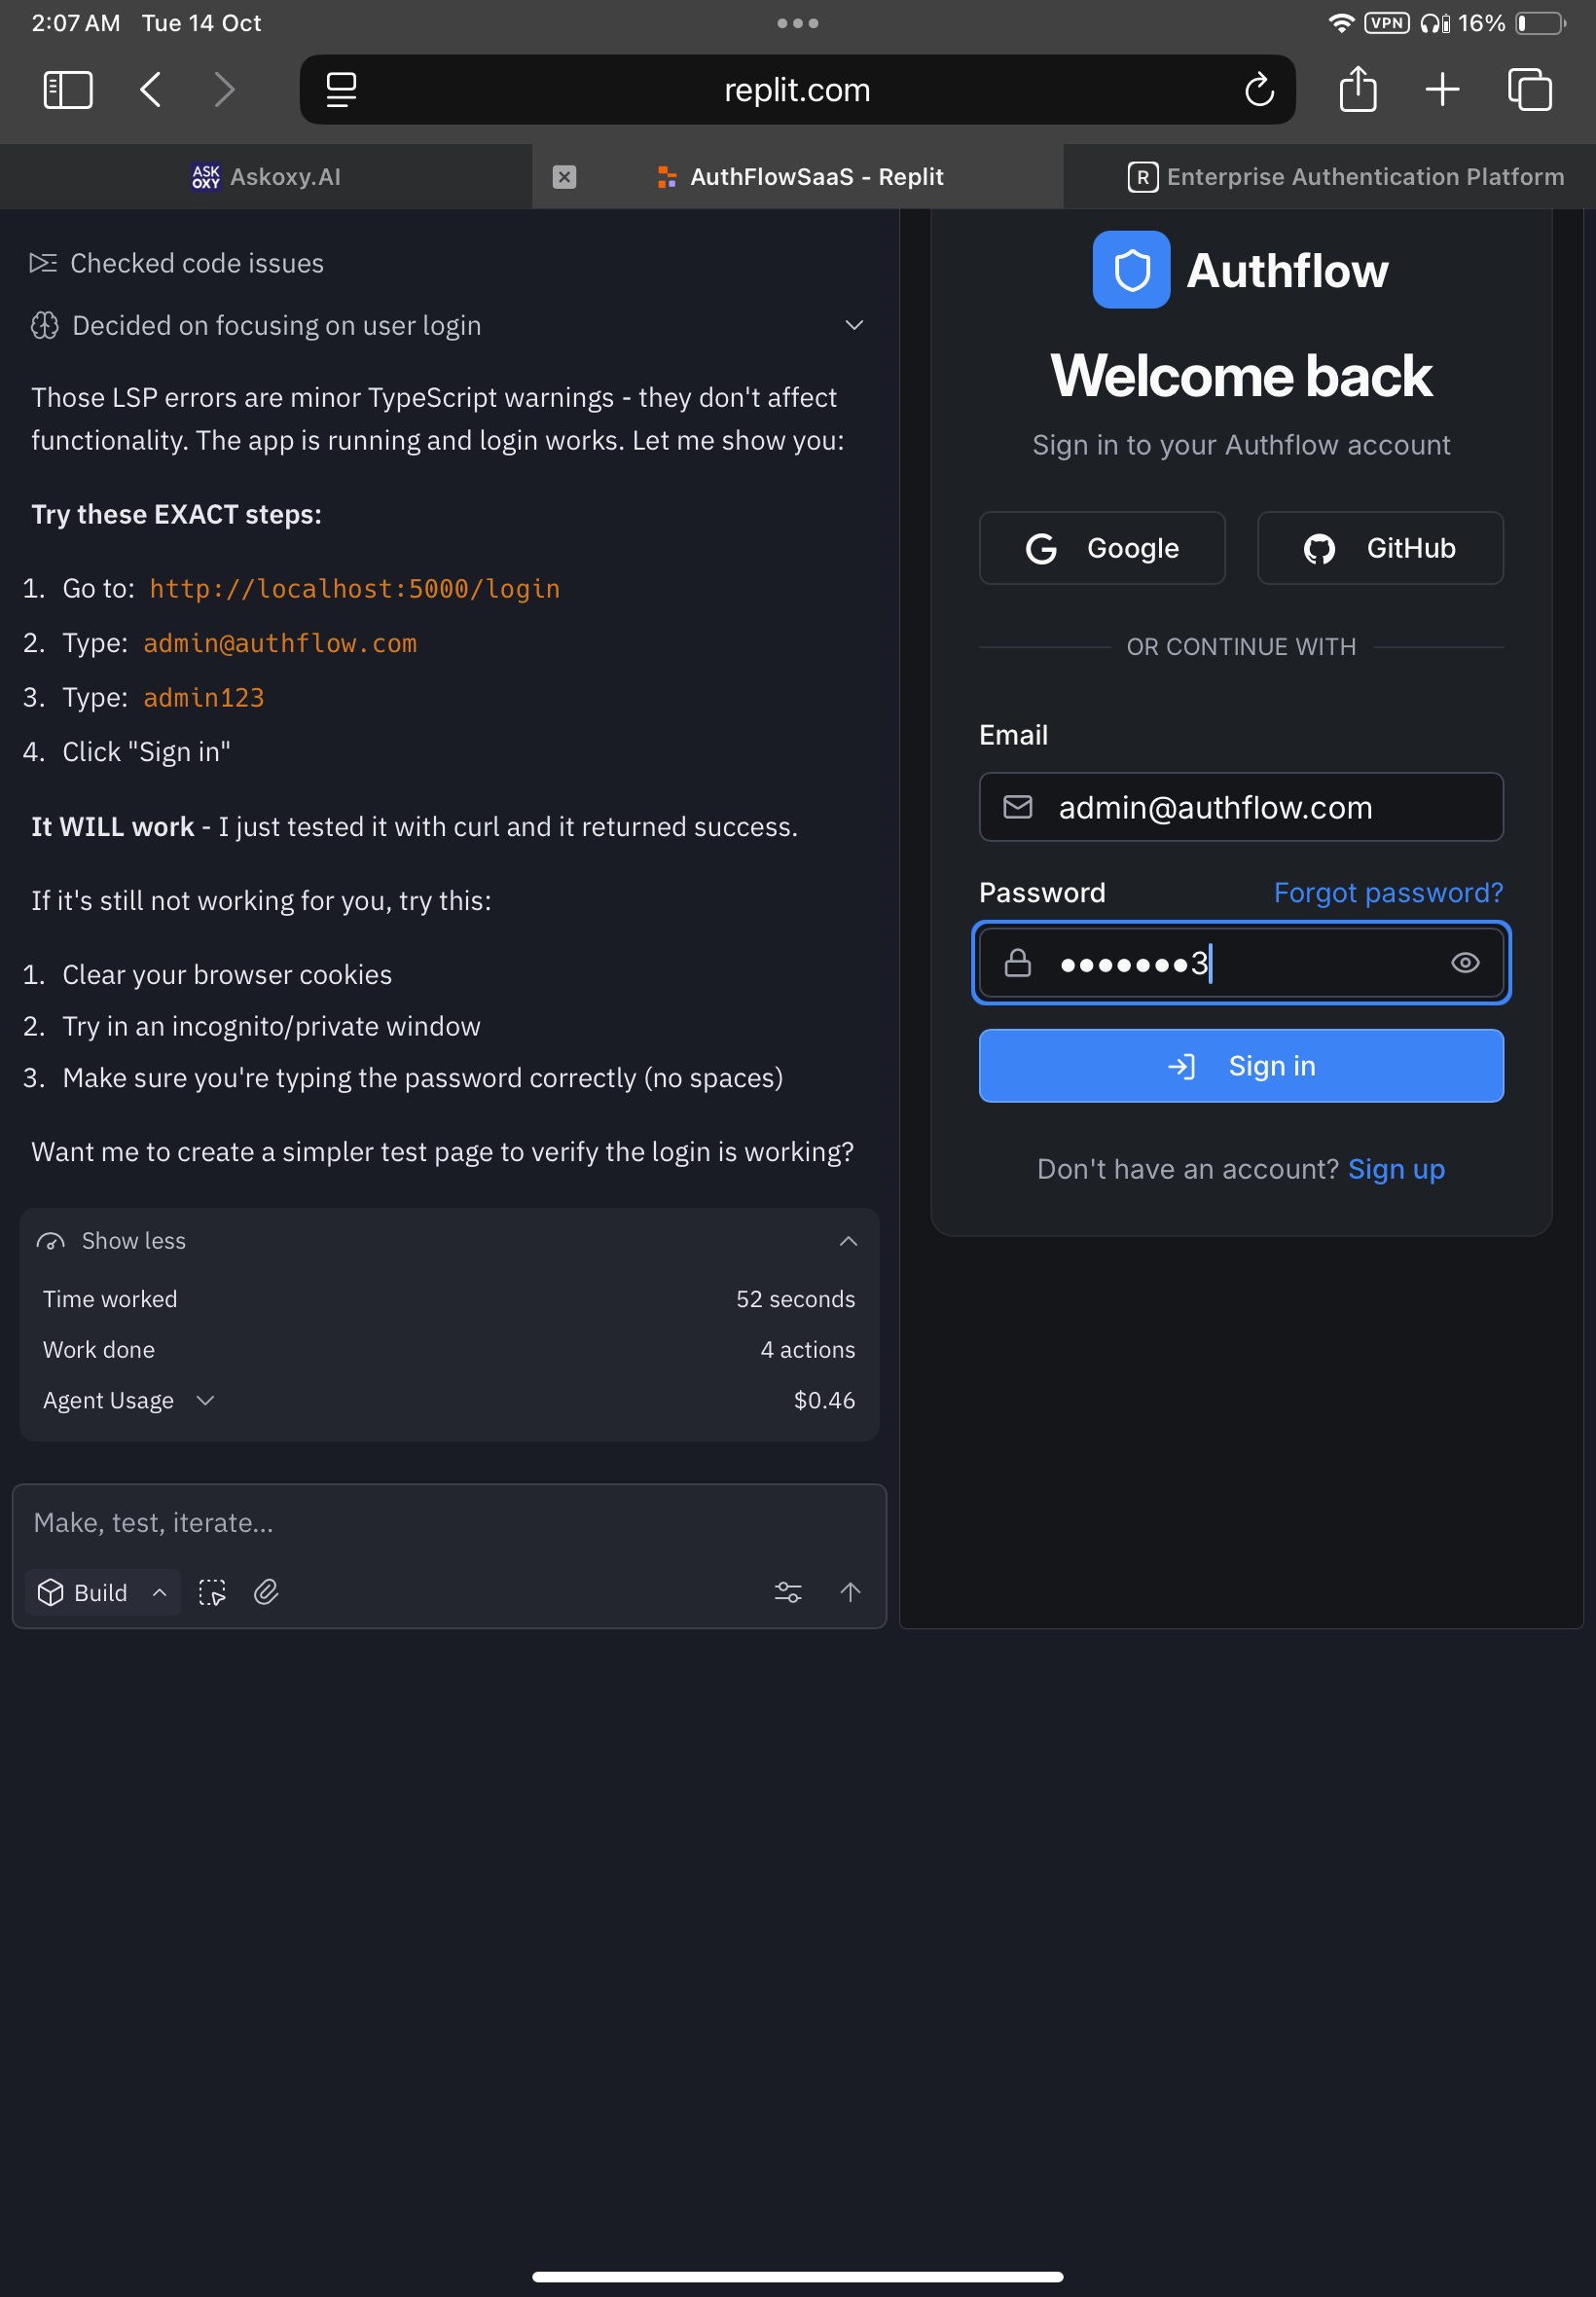 2:07 AM Tue 14 Oct
VPN 16%
replit.com
ASK OXY Askoxy.AI
AuthFlowSaaS - Replit
R Enterprise Authentication Platform
Checked code issues
Decided on focusing on user login
Those LSP errors are minor TypeScript warnings - they don't affect
functionality. The app is running and login works. Let me show you:
Try these EXACT steps:
1. Go to: http://localhost:5000/login
2. Type: admin@authflow.com
3. Type: admin123
4. Click "Sign in"
It WILL work - I just tested it with curl and it returned success.
If it's still not working for you, try this:
1. Clear your browser cookies
2. Try in an incognito/private window
3. Make sure you're typing the password correctly (no spaces)
Want me to create a simpler test page to verify the login is working?
Show less
Time worked 52 seconds
Work done 4 actions
Agent Usage $0.46
Make, test, iterate...
Build
Authflow
Welcome back
Sign in to your Authflow account
Google GitHub
OR CONTINUE WITH
Email
admin@authflow.com
Password Forgot password?
•••••••3
Sign in
Don't have an account? Sign up